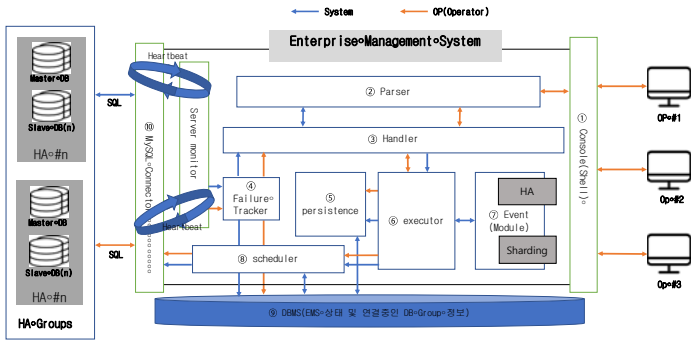 System
OP(Operator)
Enterprise◦Management◦System
Heartbeat
Master◦DB
Slave◦DB(n)
HA◦#n
SQL
Master◦DB
Slave◦DB(n)
HA◦#n
SQL
HA◦Groups
⑩ MySQL◦Connector
Server monitor
Heartbeat
② Parser
③ Handler
④
Failure◦
Tracker
⑤
persistence
⑥ executor
⑦ Event
(Module)
HA
Sharding
⑧ scheduler
⑨ DBMS(EMS◦상태 및 연결중인 DB◦Group◦정보)
① Console(Shell)◦
OP◦#1
Op◦#2
Op◦#3